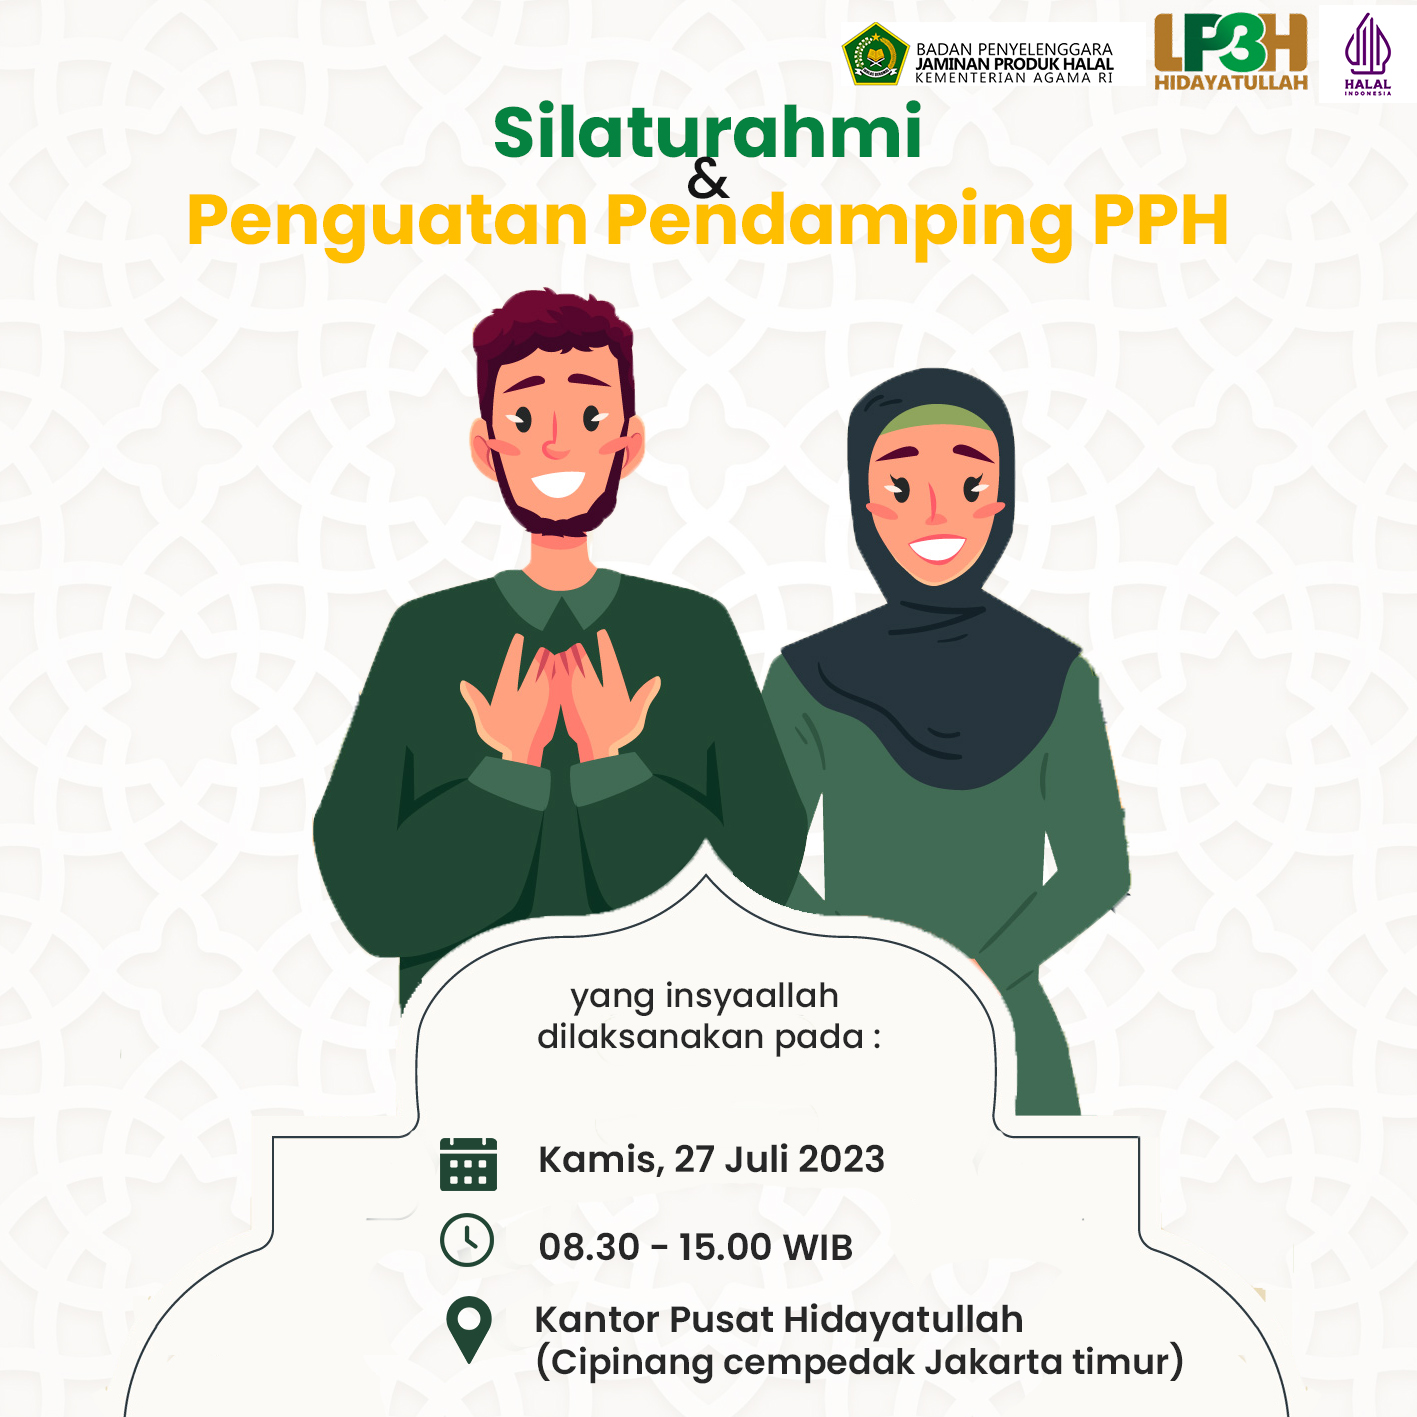 BADAN PENYELENGGARA
JAMINAN PRODUK HALAL
KEMENTERIAN AGAMA RI
LP3H
HIDAYATULLAH
HALAL
INDONESIA
Silaturahmi
&
Penguatan Pendamping PPH
yang insyaallah
dilaksanakan pada :
Kamis, 27 Juli 2023
08.30 - 15.00 WIB
Kantor Pusat Hidayatullah
(Cipinang cempedak Jakarta timur)